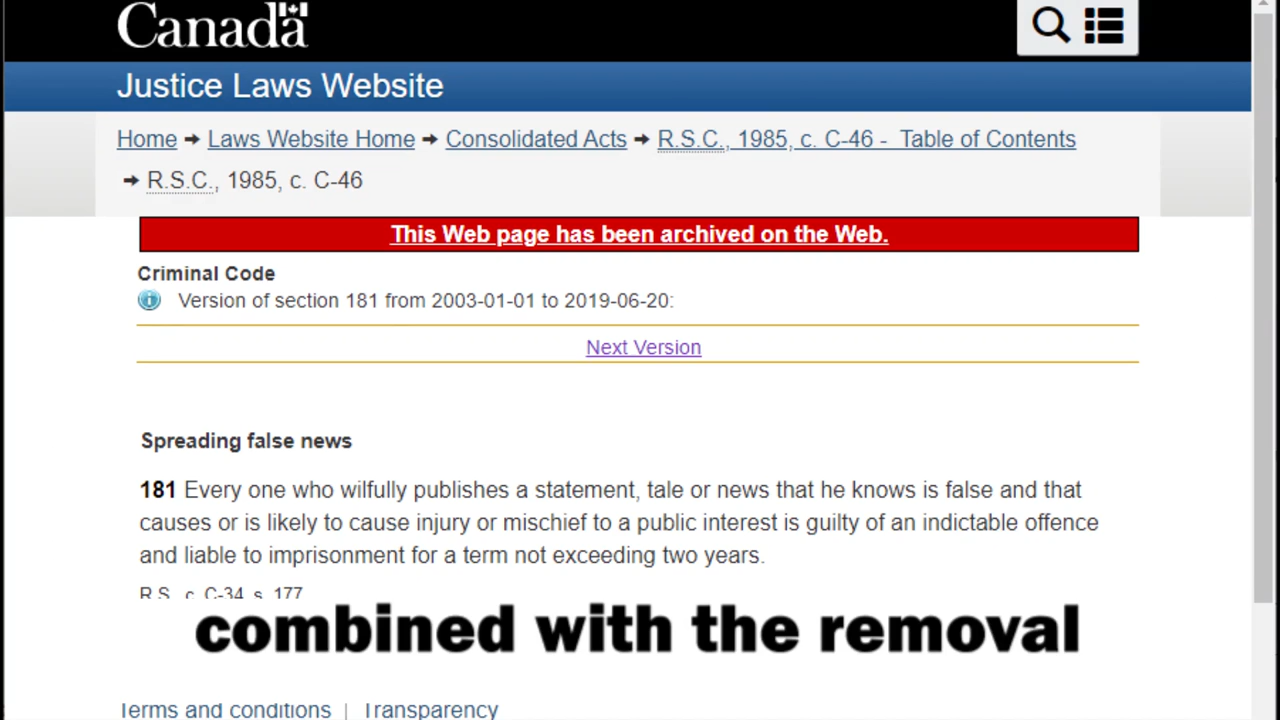 Canada
Justice Laws Website
Home → Laws Website Home → Consolidated Acts → R.S.C., 1985, c. C-46 - Table of Contents
→ R.S.C., 1985, c. C-46
This Web page has been archived on the Web.
Criminal Code
Version of section 181 from 2003-01-01 to 2019-06-20:
Next Version
Spreading false news
181 Every one who wilfully publishes a statement, tale or news that he knows is false and that
causes or is likely to cause injury or mischief to a public interest is guilty of an indictable offence
and liable to imprisonment for a term not exceeding two years.
R.S., c. C-34, s. 177
combined with the removal
Terms and conditions | Transparency